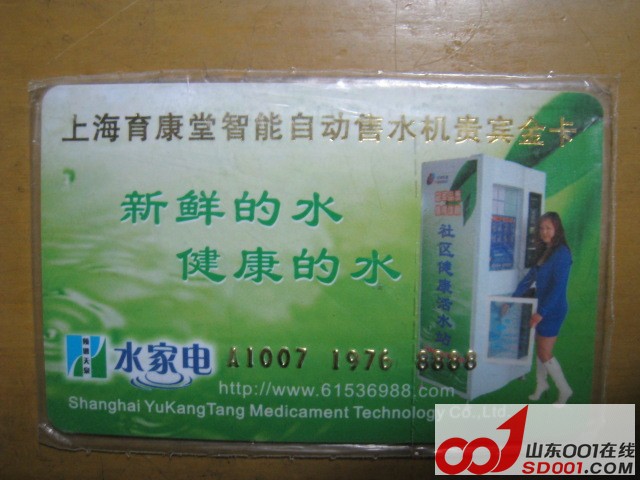 上海育康堂智能自动售水机贵宾金卡
新鲜的水
健康的水
社区健康活水站
水家电 A1007 1976 8888
http://www.61536988.com
Shanghai YuKangTang Medicament Technology Co.,Ltd
山东001在线
SD001.COM